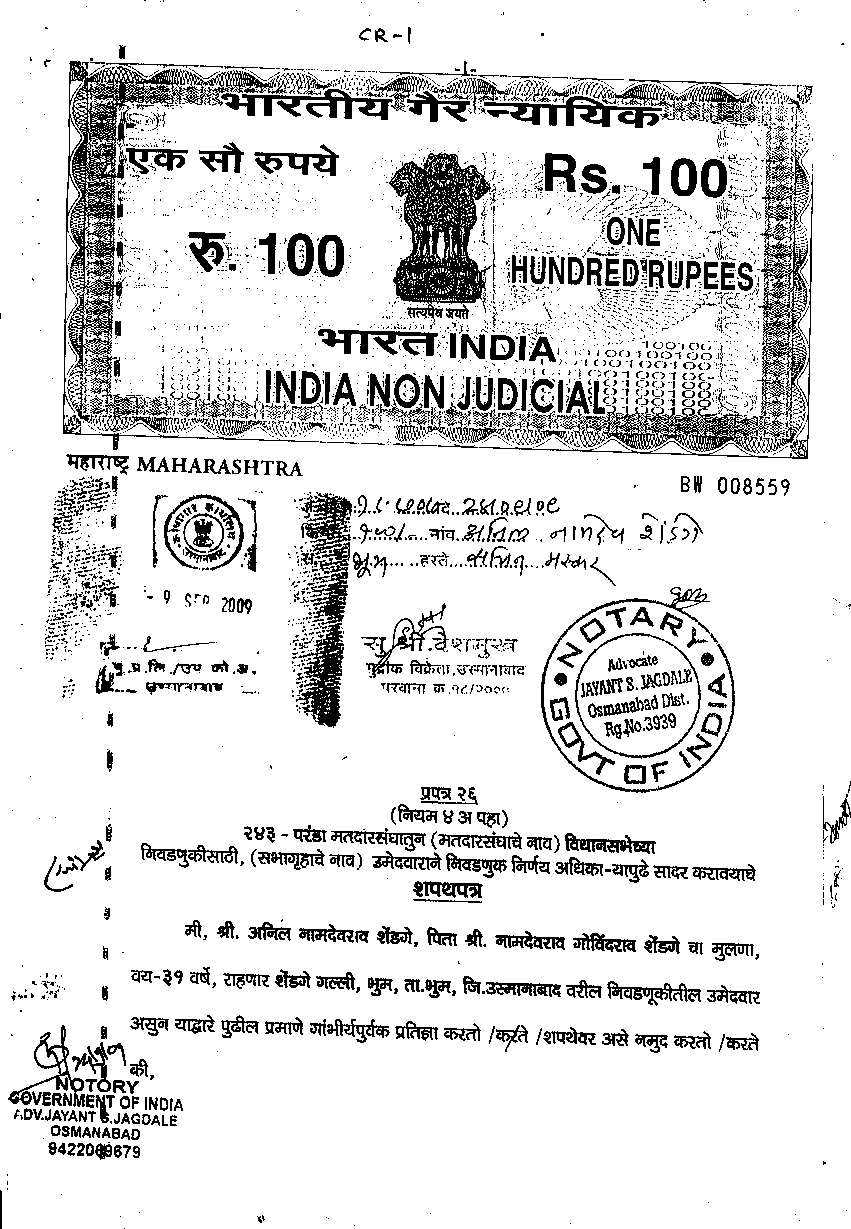 CR-1
-1-
भारतीय गैर न्यायिक
एक सौ रुपये
Rs. 100
रु. 100
ONE
HUNDRED RUPEES
सत्यमेव जयते
भारत INDIA
INDIA NON JUDICIAL
महाराष्ट्र MAHARASHTRA
BW 008559
नांव
हस्ते
- 9 SEP 2009
मुद्रांक विक्रेता, उस्मानाबाद
NOTARY
GOVT OF INDIA
Advocate
JAYANT S. JAGDALE
Osmanabad Dist.
Rg.No.3939
प्रपत्र २६
(नियम ४ अ पहा)
२४३ - परंडा मतदारसंघातुन (मतदारसंघाचे नाव) विधानसभेच्या
निवडणुकीसाठी, (सभागृहाचे नाव) उमेदवाराने निवडणुक निर्णय अधिका-यापुढे सादर करावयाचे
शपथपत्र
मी, श्री. अनिल नामदेवराव शेंडगे, पिता श्री. नामदेवराव गोविंदराव शेंडगे चा मुलगा,
वय-३१ वर्षे, राहणार शेंडगे गल्ली, भुम, ता.भुम, जि.उस्मानाबाद वरील निवडणूकीतील उमेदवार
असुन याद्वारे पुढील प्रमाणे गांभीर्यपुर्वक प्रतिज्ञा करतो /करते /शपथेवर असे नमुद करतो /करते
की,
NOTORY
GOVERNMENT OF INDIA
ADV.JAYANT S.JAGDALE
OSMANABAD
9422069679